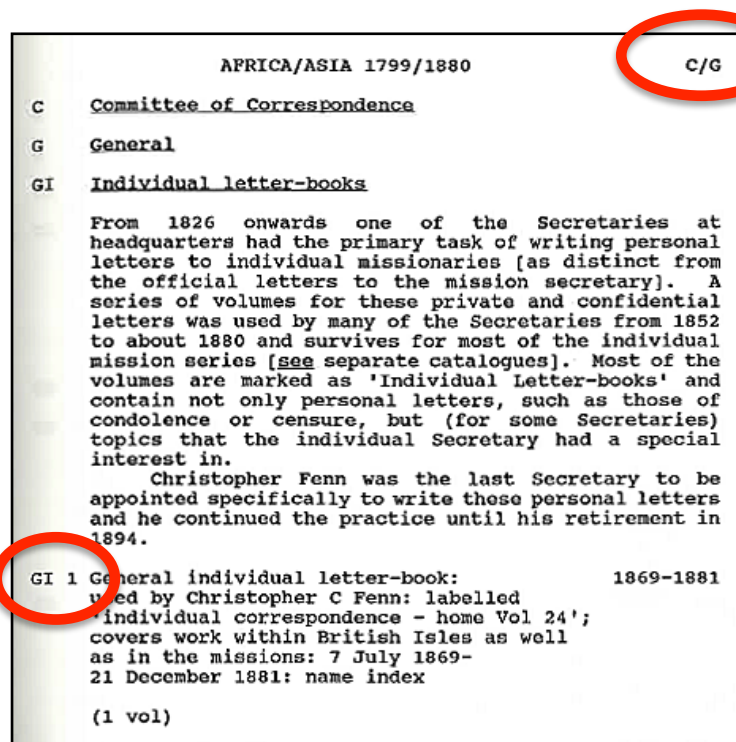 AFRICA/ASIA 1799/1880 C/G
C Committee of Correspondence
G General
GI Individual letter-books
From 1826 onwards one of the Secretaries at
headquarters had the primary task of writing personal
letters to individual missionaries [as distinct from
the official letters to the mission secretary]. A
series of volumes for these private and confidential
letters was used by many of the Secretaries from 1852
to about 1880 and survives for most of the individual
mission series [see separate catalogues]. Most of the
volumes are marked as 'Individual Letter-books' and
contain not only personal letters, such as those of
condolence or censure, but (for some Secretaries)
topics that the individual Secretary had a special
interest in.
Christopher Fenn was the last Secretary to be
appointed specifically to write these personal letters
and he continued the practice until his retirement in
1894.
GI 1 General individual letter-book: 1869-1881
used by Christopher C Fenn: labelled
'individual correspondence - home Vol 24';
covers work within British Isles as well
as in the missions: 7 July 1869-
21 December 1881: name index
(1 vol)